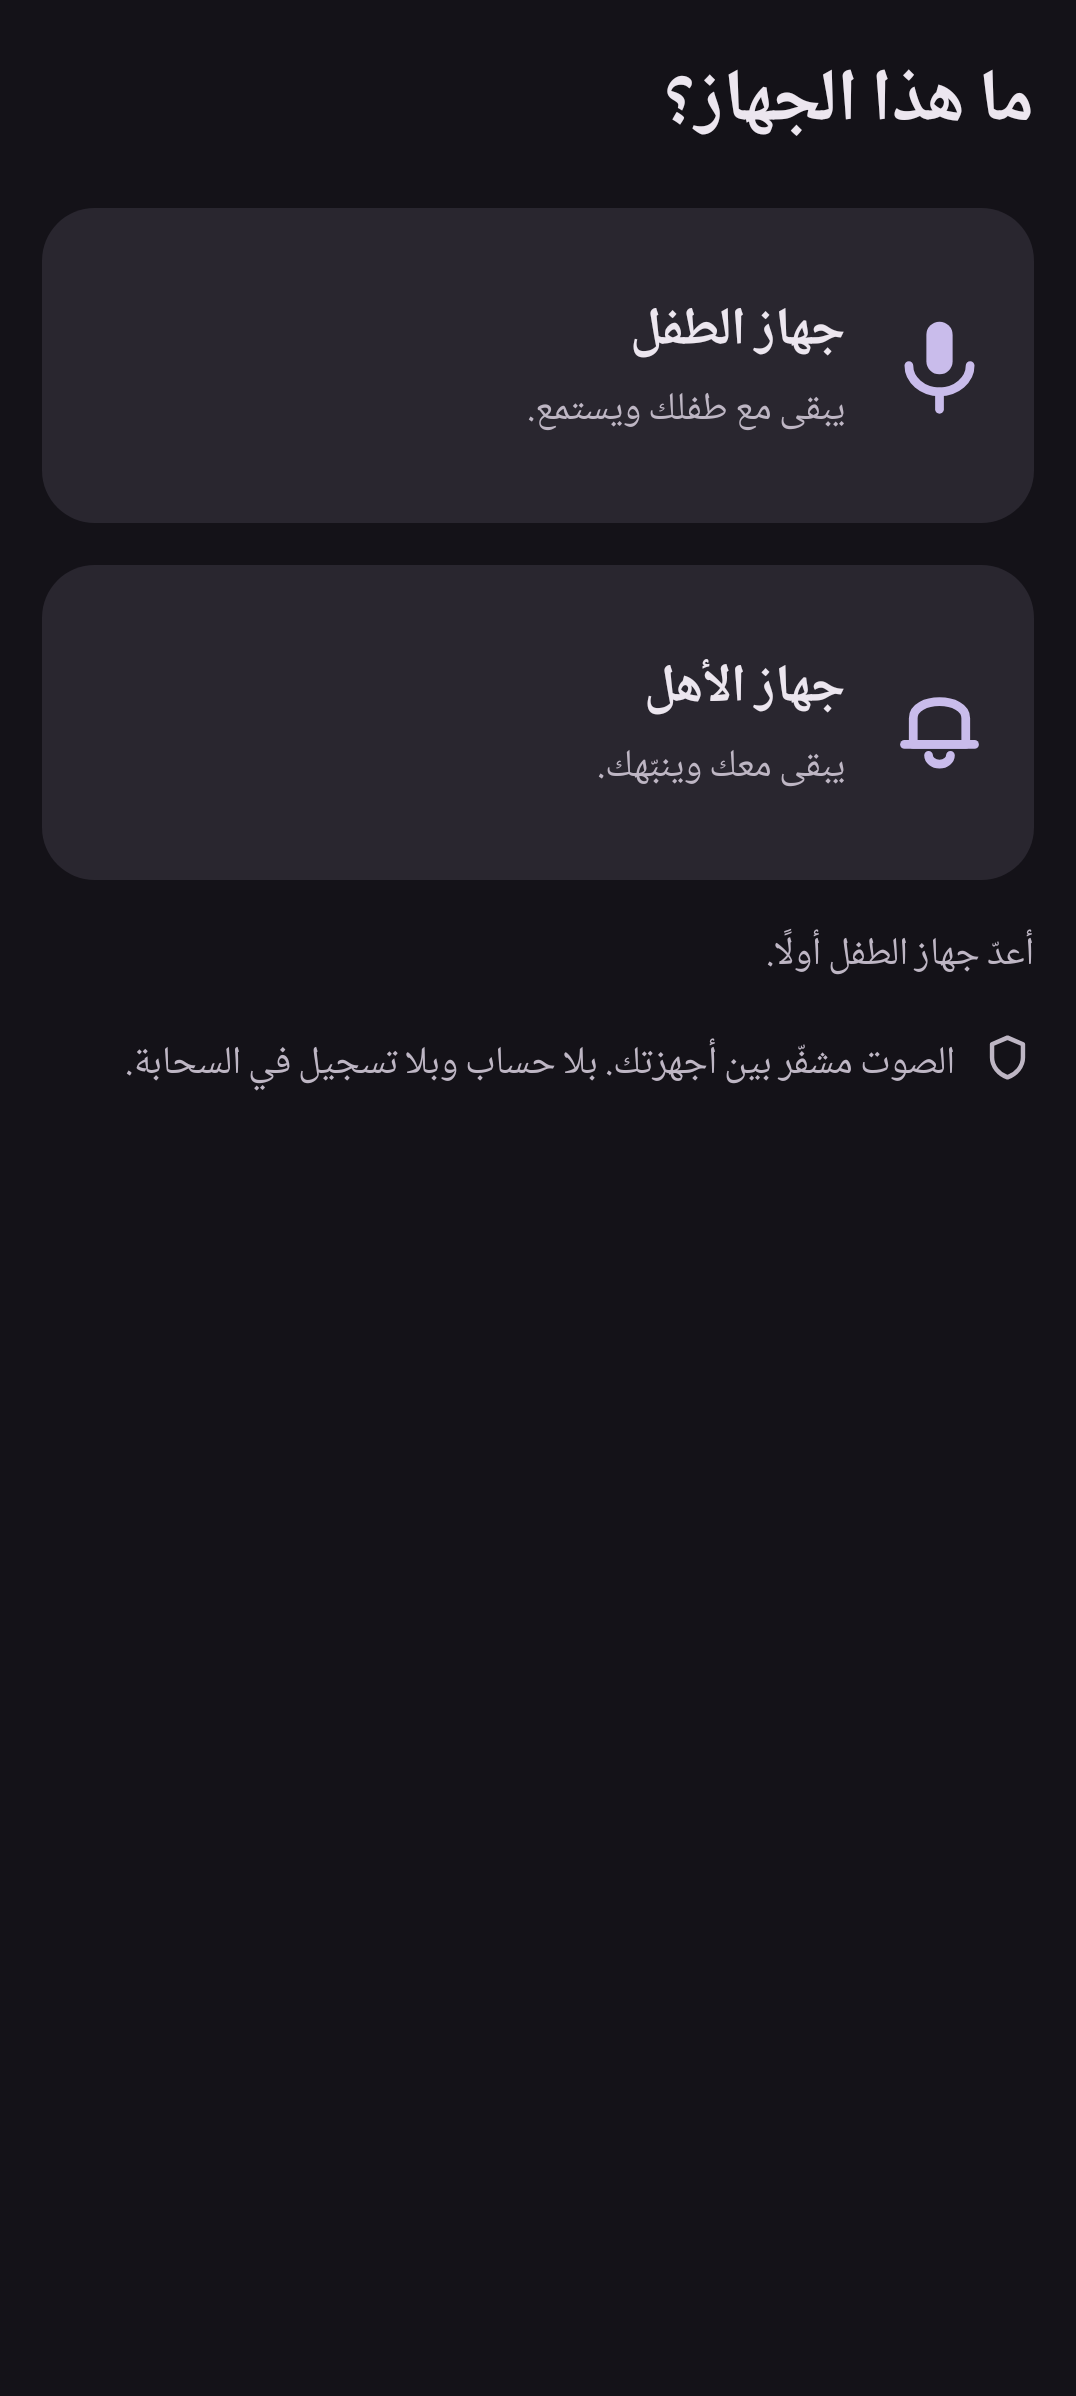 ما هذا الجهاز؟
جهاز الطفل
يبقى مع طفلك ويستمع.
جهاز الأهل
يبقى معك وينبّهك.
أعدّ جهاز الطفل أولًا.
الصوت مشفّر بين أجهزتك. بلا حساب وبلا تسجيل في السحابة.